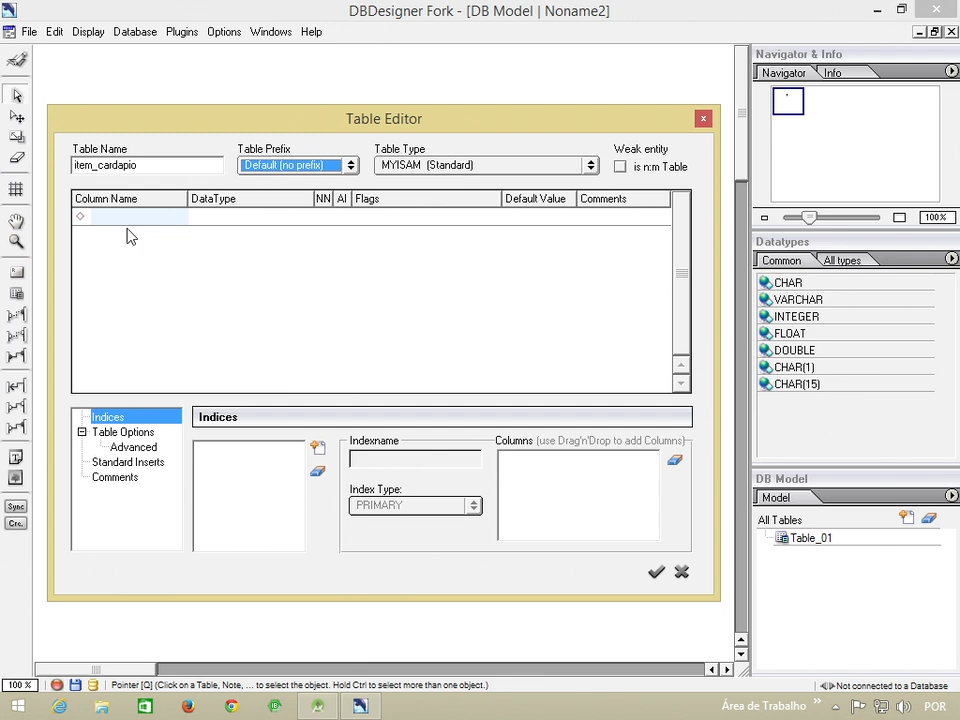 DBDesigner Fork - [DB Model | Noname2]
File Edit Display Database Plugins Options Windows Help
Navigator & Info
Navigator Info
100%
Table Editor
Table Name Table Prefix Table Type Weak entity
item_cardapio Default (no prefix) MYISAM (Standard) is n:m Table
Column Name DataType NN AI Flags Default Value Comments
Datatypes
Common All types
CHAR
VARCHAR
INTEGER
FLOAT
DOUBLE
CHAR(1)
CHAR(15)
Indices
Table Options
Advanced
Standard Inserts
Comments
Indices
Indexname
Columns (use Drag'n'Drop to add Columns)
Index Type:
PRIMARY
DB Model
Model
All Tables
Table_01
Sync
100 % Pointer [Q] (Click on a Table, Note, ... to select the object. Hold Ctrl to select more than one object.) Not connected to a Database
Área de Trabalho » POR